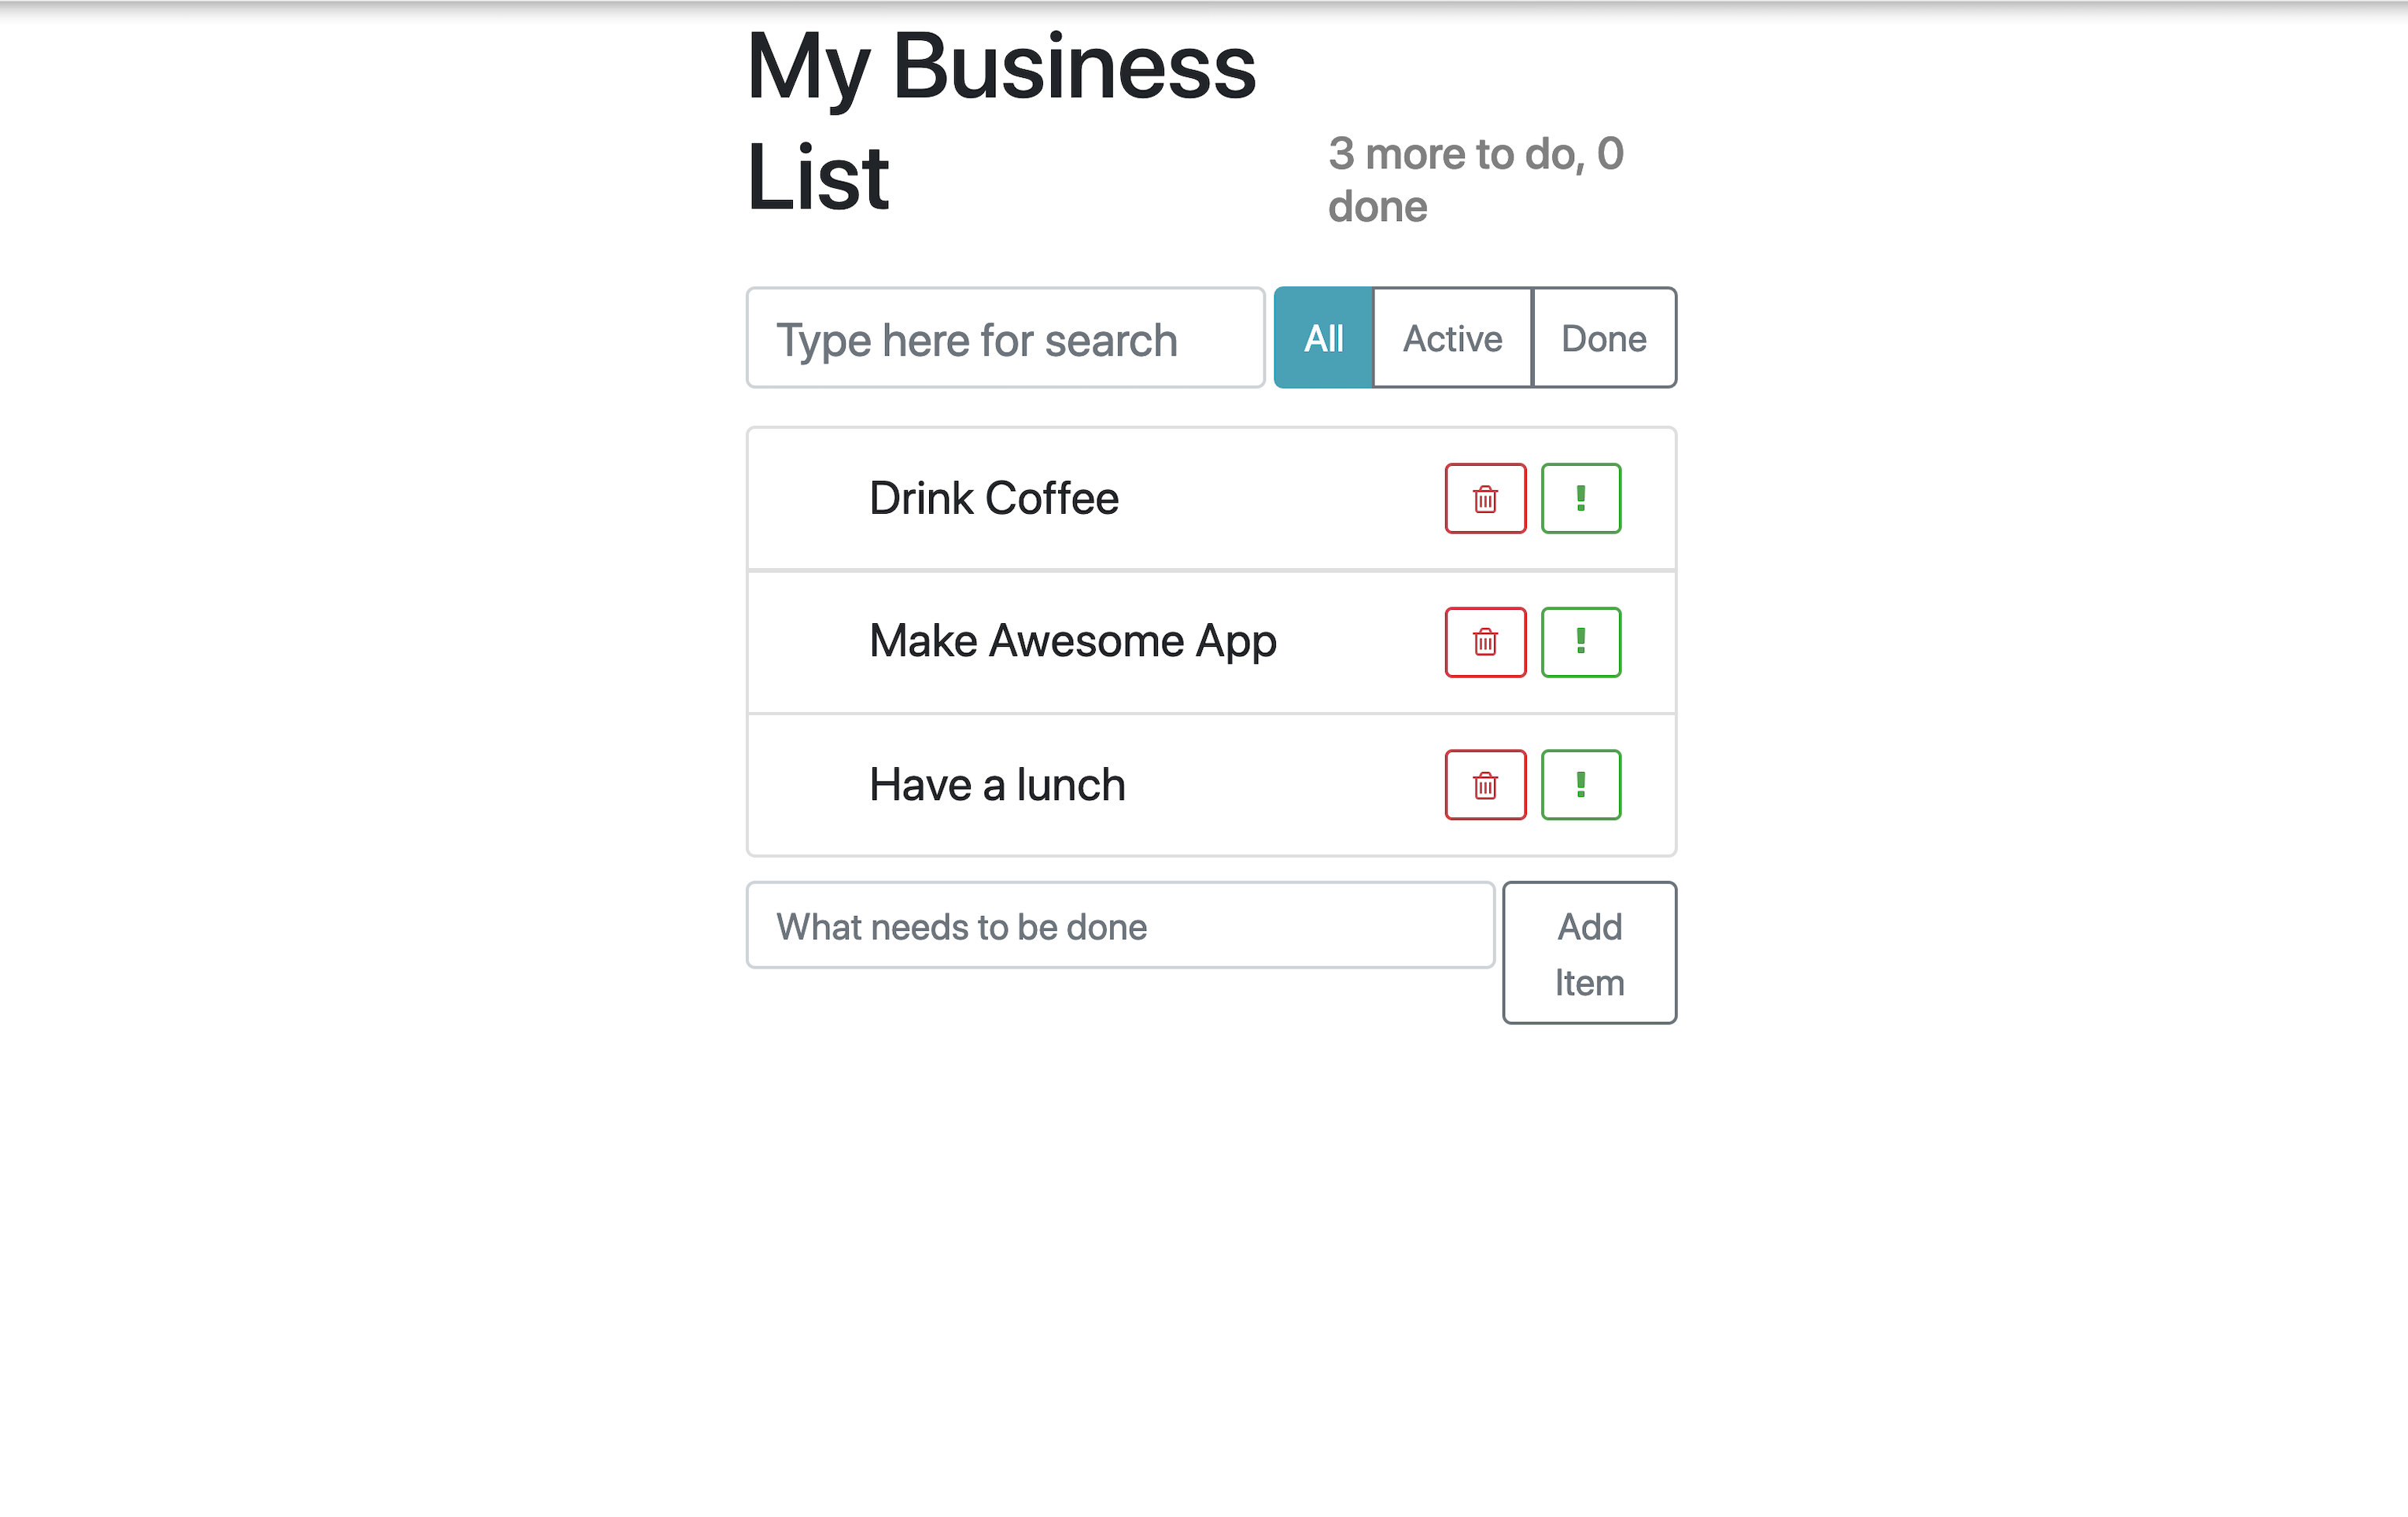 My Business
List
3 more to do, 0
done
Type here for search
All
Active
Done
Drink Coffee
!
Make Awesome App
!
Have a lunch
!
What needs to be done
Add
Item